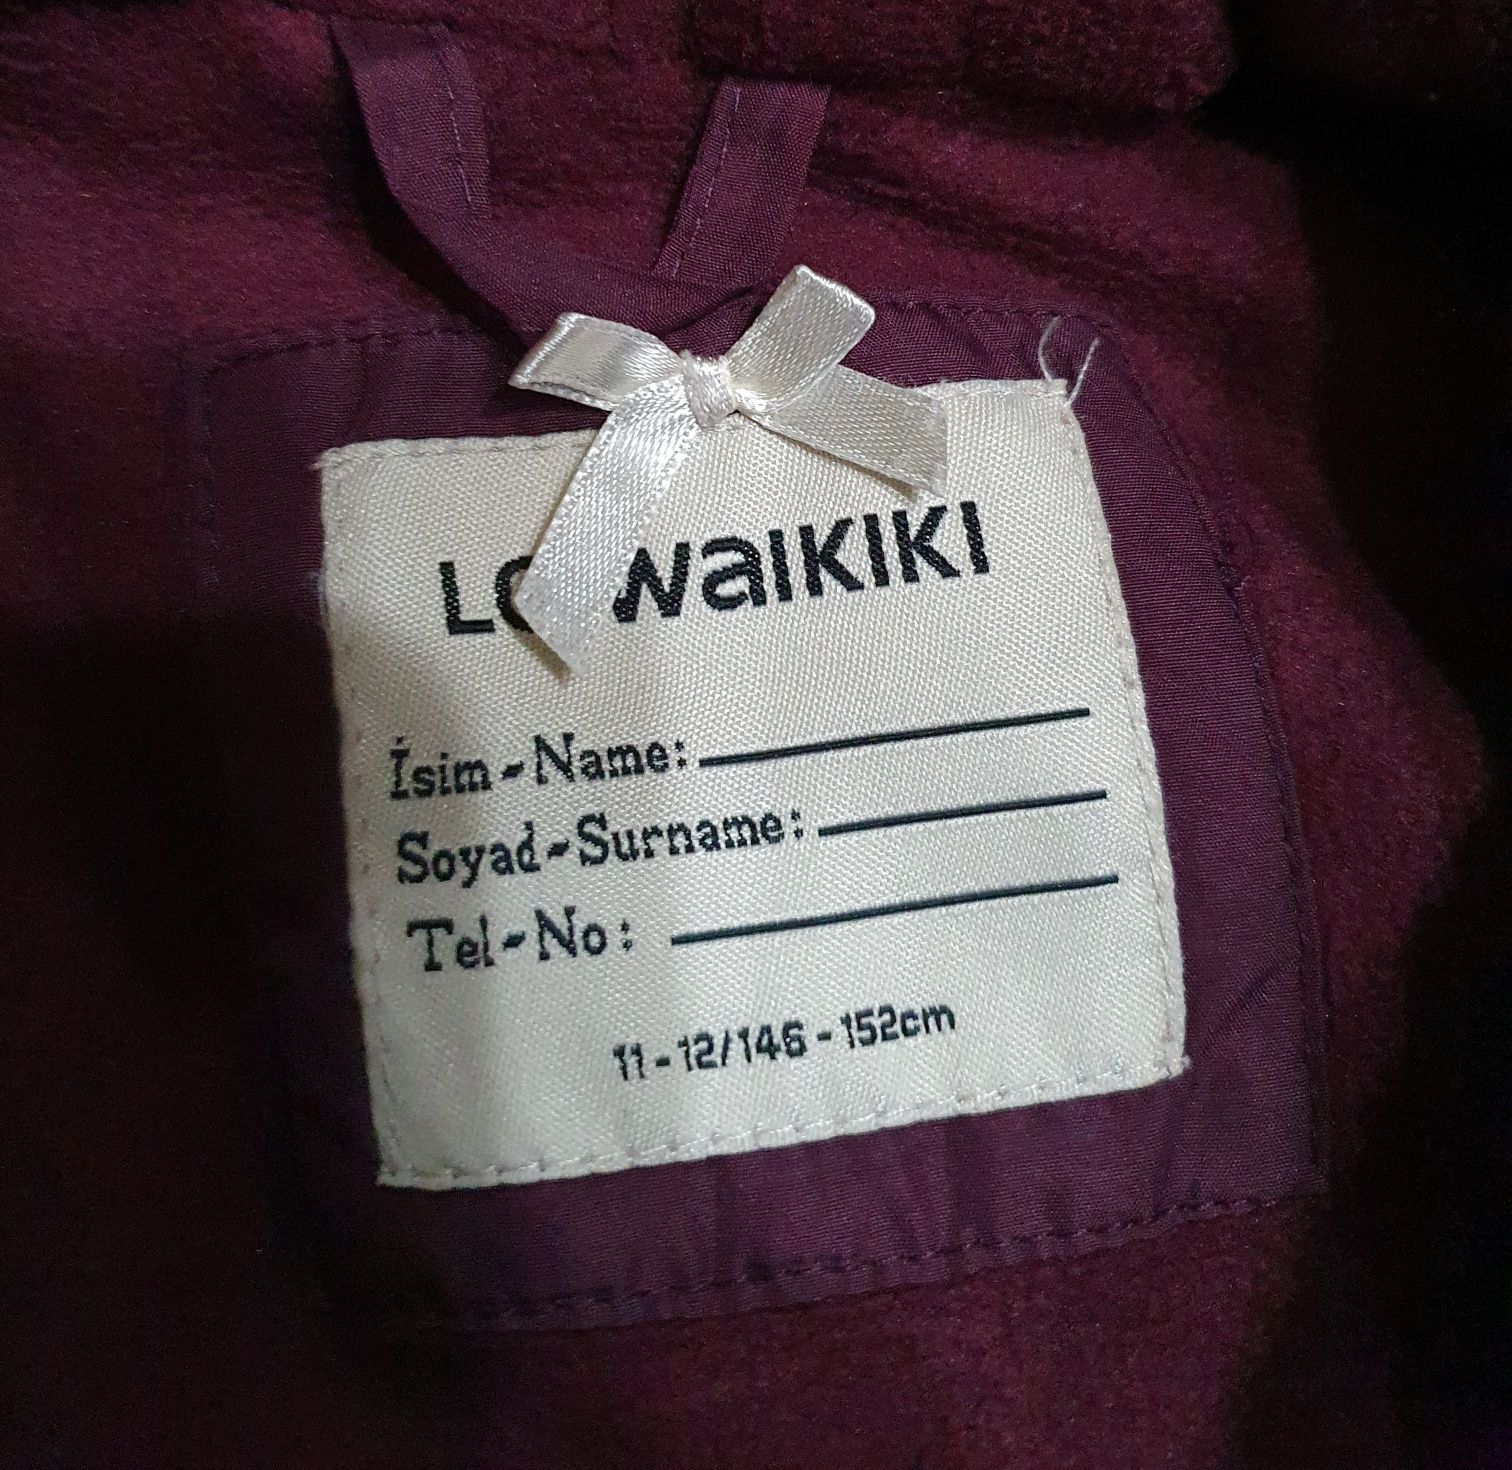 LC WaIKIKI
İsim-Name:
Soyad-Surname:
Tel-No:
11-12/146-152cm